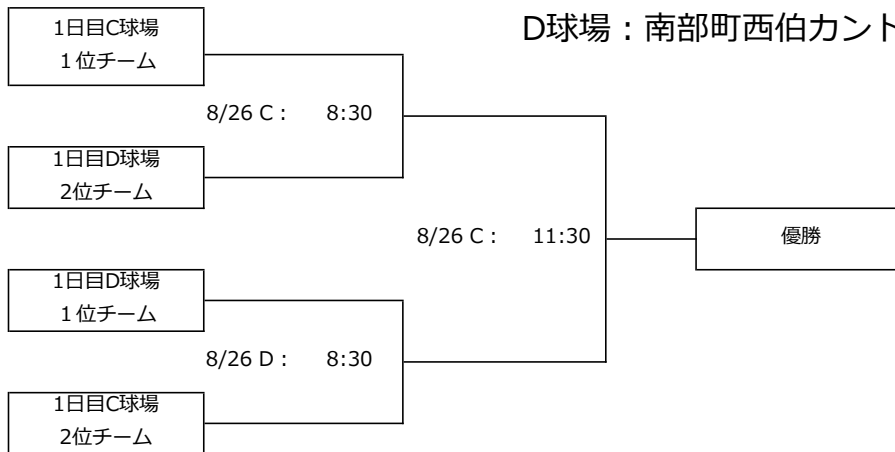 D球場：南部町西伯カント
1日目C球場
１位チーム
8/26 C： 8:30
1日目D球場
2位チーム
8/26 C： 11:30
優勝
1日目D球場
１位チーム
8/26 D： 8:30
1日目C球場
2位チーム